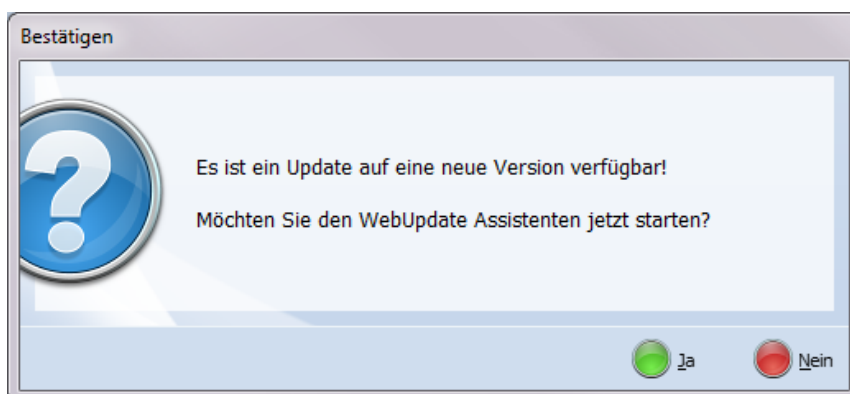 Bestätigen
Es ist ein Update auf eine neue Version verfügbar!
Möchten Sie den WebUpdate Assistenten jetzt starten?
Ja Nein